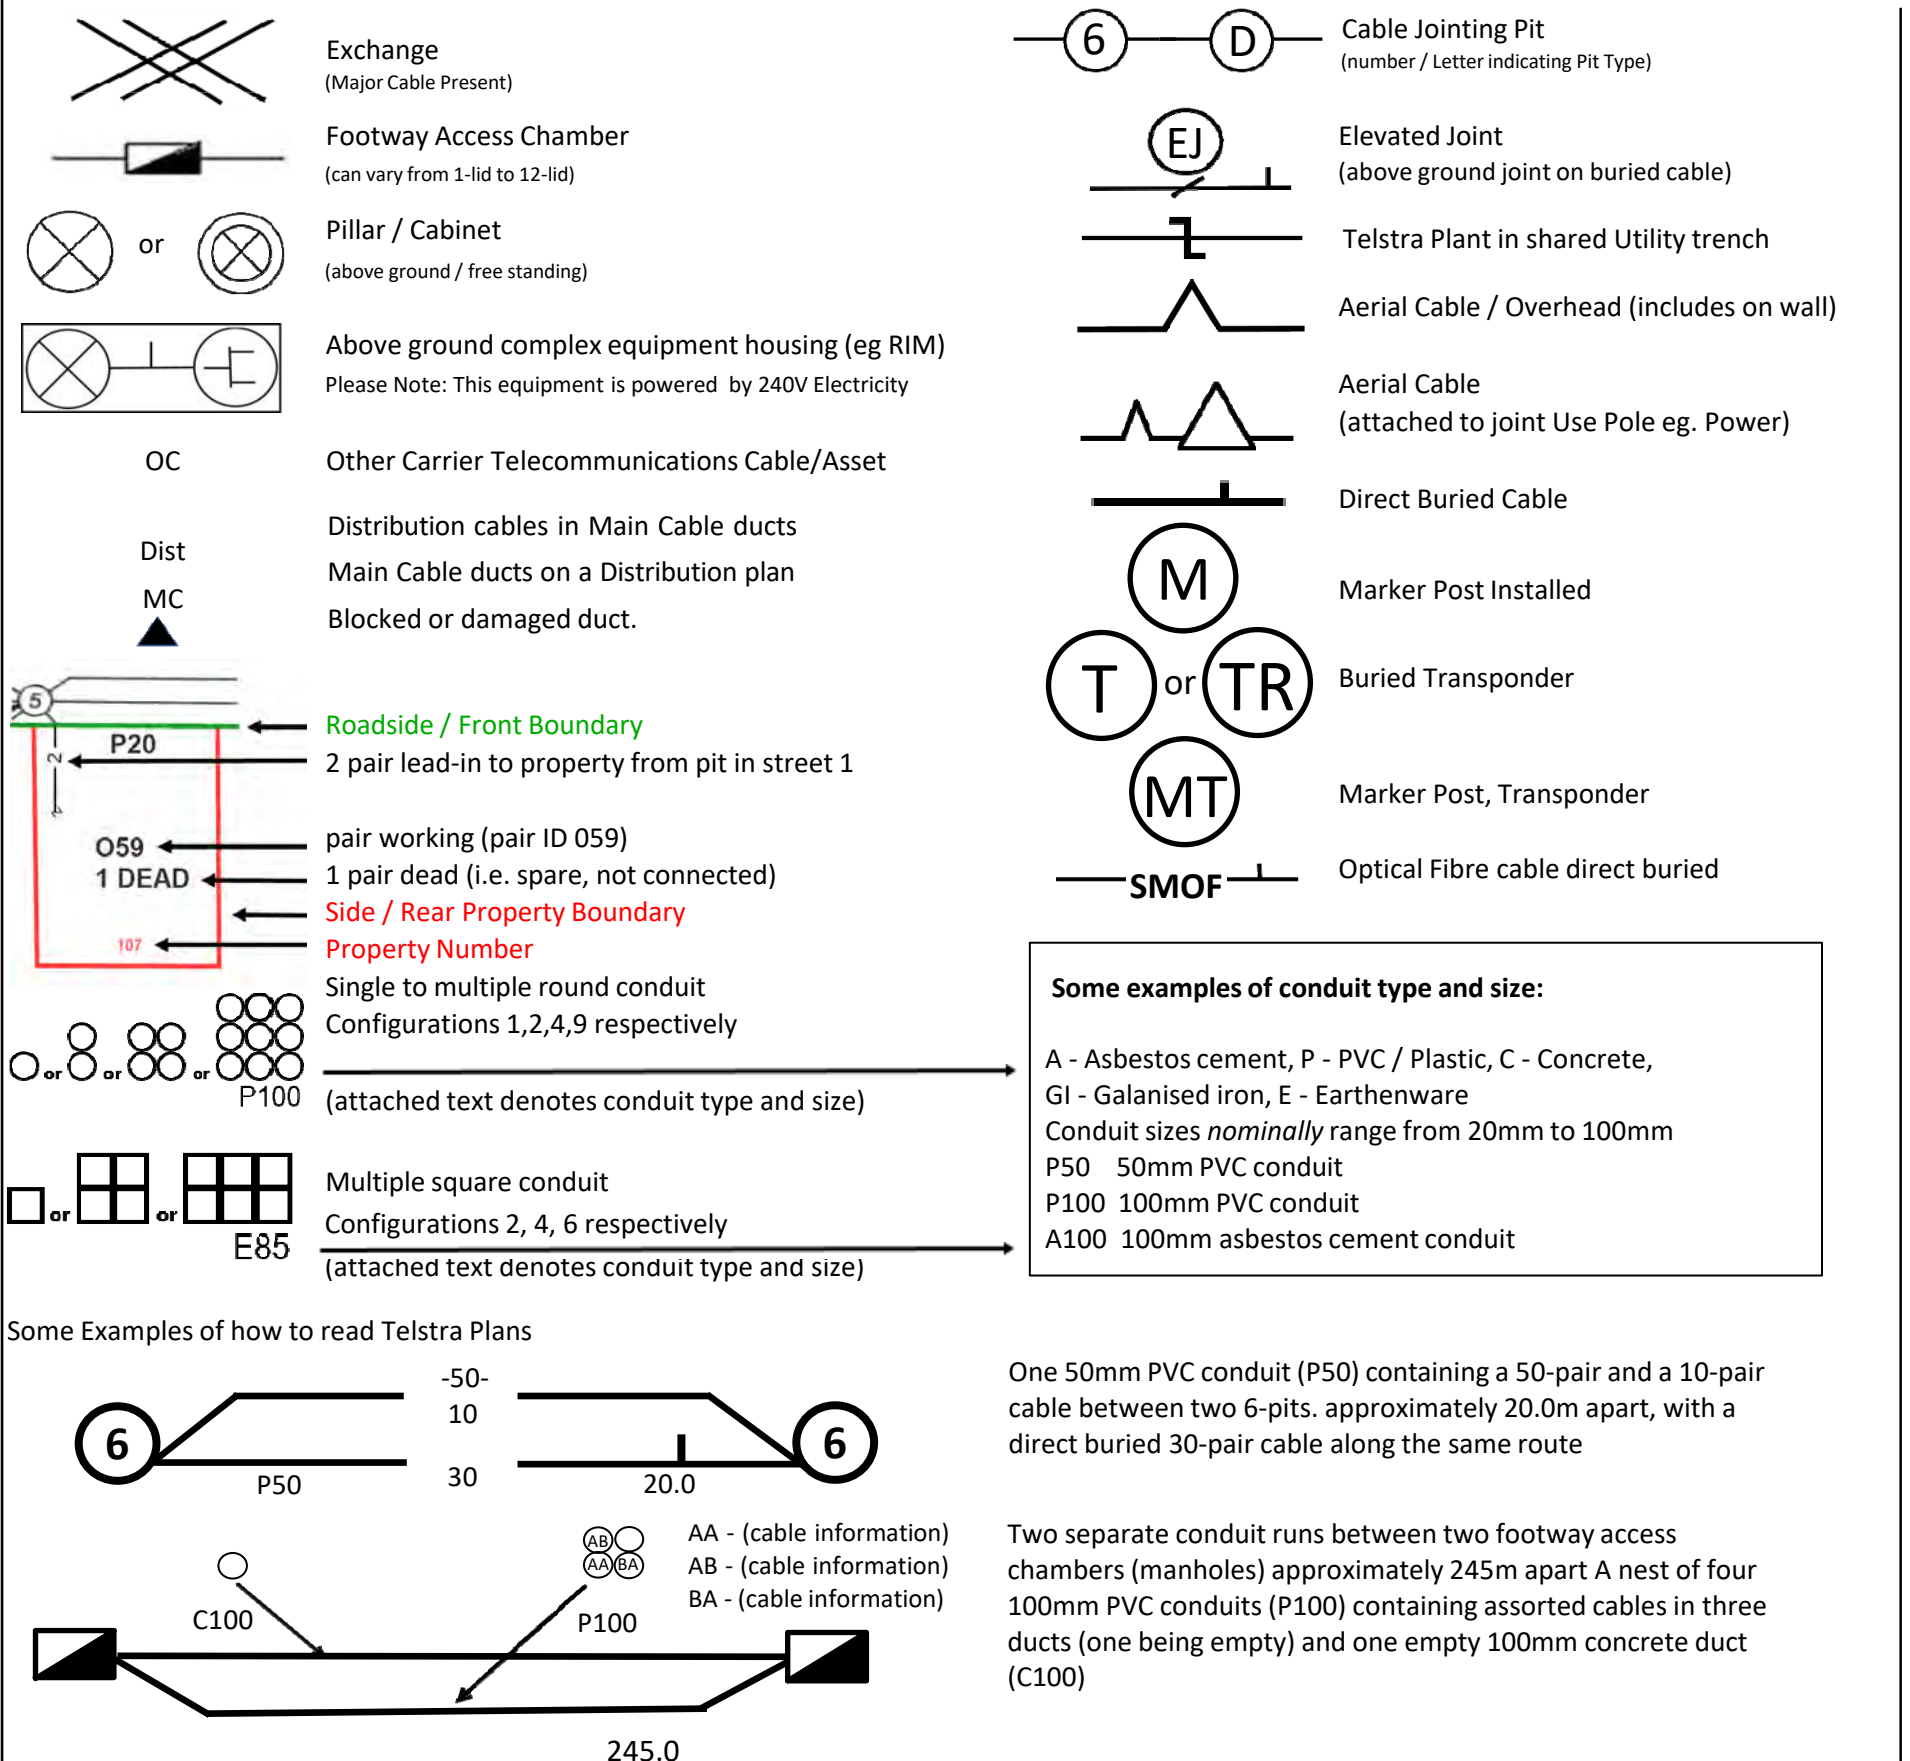 Exchange
(Major Cable Present)
Footway Access Chamber
(can vary from 1-lid to 12-lid)
or
Pillar / Cabinet
(above ground / free standing)
Above ground complex equipment housing (eg RIM)
Please Note: This equipment is powered by 240V Electricity
OC
Other Carrier Telecommunications Cable/Asset
Dist
Distribution cables in Main Cable ducts
MC
Main Cable ducts on a Distribution plan
Blocked or damaged duct.
5
P20
2
O59
1 DEAD
107
Roadside / Front Boundary
2 pair lead-in to property from pit in street 1
pair working (pair ID 059)
1 pair dead (i.e. spare, not connected)
Side / Rear Property Boundary
Property Number
Single to multiple round conduit
Configurations 1,2,4,9 respectively
or or or
P100
(attached text denotes conduit type and size)
or or
E85
Multiple square conduit
Configurations 2, 4, 6 respectively
(attached text denotes conduit type and size)
6 D
Cable Jointing Pit
(number / Letter indicating Pit Type)
EJ
Elevated Joint
(above ground joint on buried cable)
Telstra Plant in shared Utility trench
Aerial Cable / Overhead (includes on wall)
Aerial Cable
(attached to joint Use Pole eg. Power)
Direct Buried Cable
M
Marker Post Installed
T or TR
Buried Transponder
MT
Marker Post, Transponder
SMOF
Optical Fibre cable direct buried
Some examples of conduit type and size:
A - Asbestos cement, P - PVC / Plastic, C - Concrete,
GI - Galanised iron, E - Earthenware
Conduit sizes nominally range from 20mm to 100mm
P50 50mm PVC conduit
P100 100mm PVC conduit
A100 100mm asbestos cement conduit
Some Examples of how to read Telstra Plans
-50-
10
6 6
P50 30 20.0
One 50mm PVC conduit (P50) containing a 50-pair and a 10-pair
cable between two 6-pits. approximately 20.0m apart, with a
direct buried 30-pair cable along the same route
AB
AA BA
AA - (cable information)
AB - (cable information)
BA - (cable information)
C100 P100
245.0
Two separate conduit runs between two footway access
chambers (manholes) approximately 245m apart A nest of four
100mm PVC conduits (P100) containing assorted cables in three
ducts (one being empty) and one empty 100mm concrete duct
(C100)